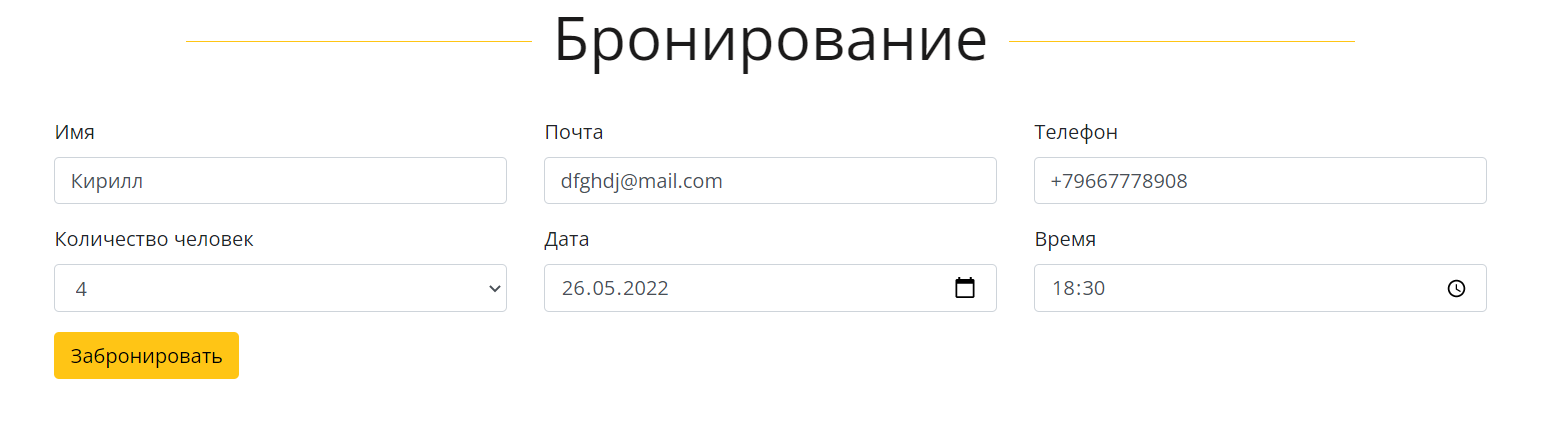 Бронирование
Имя Почта Телефон
Кирилл dfghdj@mail.com +79667778908
Количество человек Дата Время
4 26.05.2022 18:30
Забронировать